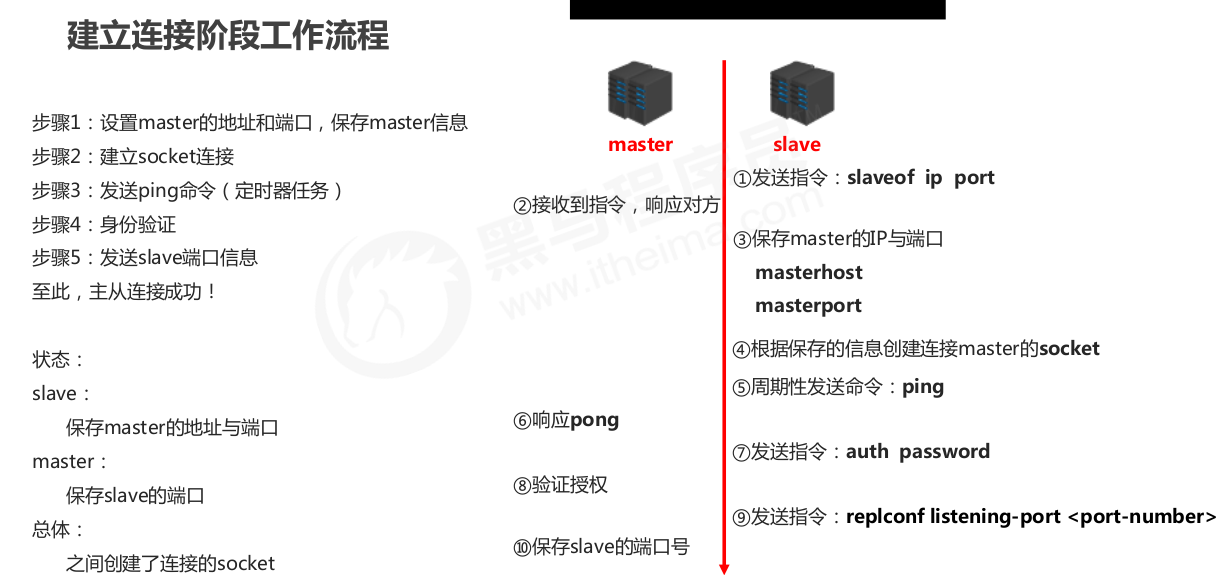 建立连接阶段工作流程
步骤1：设置master的地址和端口，保存master信息
步骤2：建立socket连接
步骤3：发送ping命令（定时器任务）
步骤4：身份验证
步骤5：发送slave端口信息
至此，主从连接成功！
状态：
slave：
保存master的地址与端口
master：
保存slave的端口
总体：
之间创建了连接的socket
master
slave
①发送指令：slaveof ip port
②接收到指令，响应对方
③保存master的IP与端口
masterhost
masterport
④根据保存的信息创建连接master的socket
⑤周期性发送命令：ping
⑥响应pong
⑦发送指令：auth password
⑧验证授权
⑨发送指令：replconf listening-port <port-number>
⑩保存slave的端口号
黑马程序员
www.itheima.com